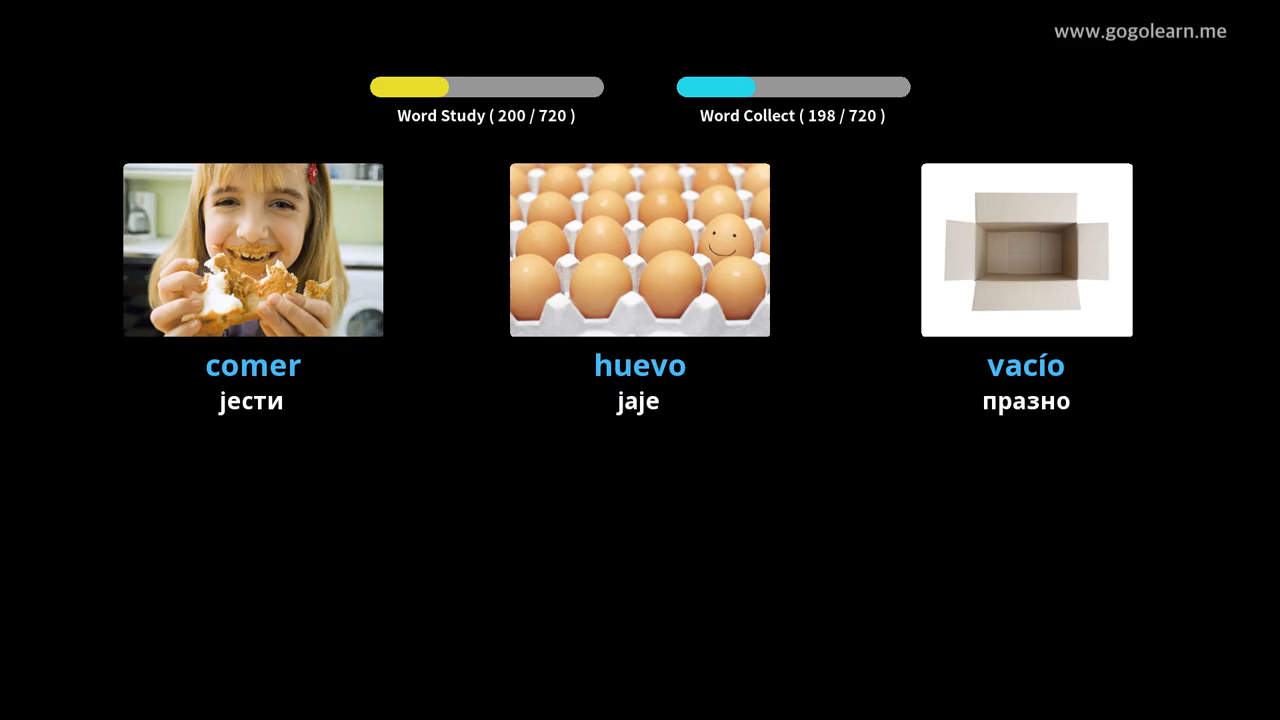 www.gogolearn.me
Word Study ( 200 / 720 )
Word Collect ( 198 / 720 )
comer
јести
huevo
јаје
vacío
празно